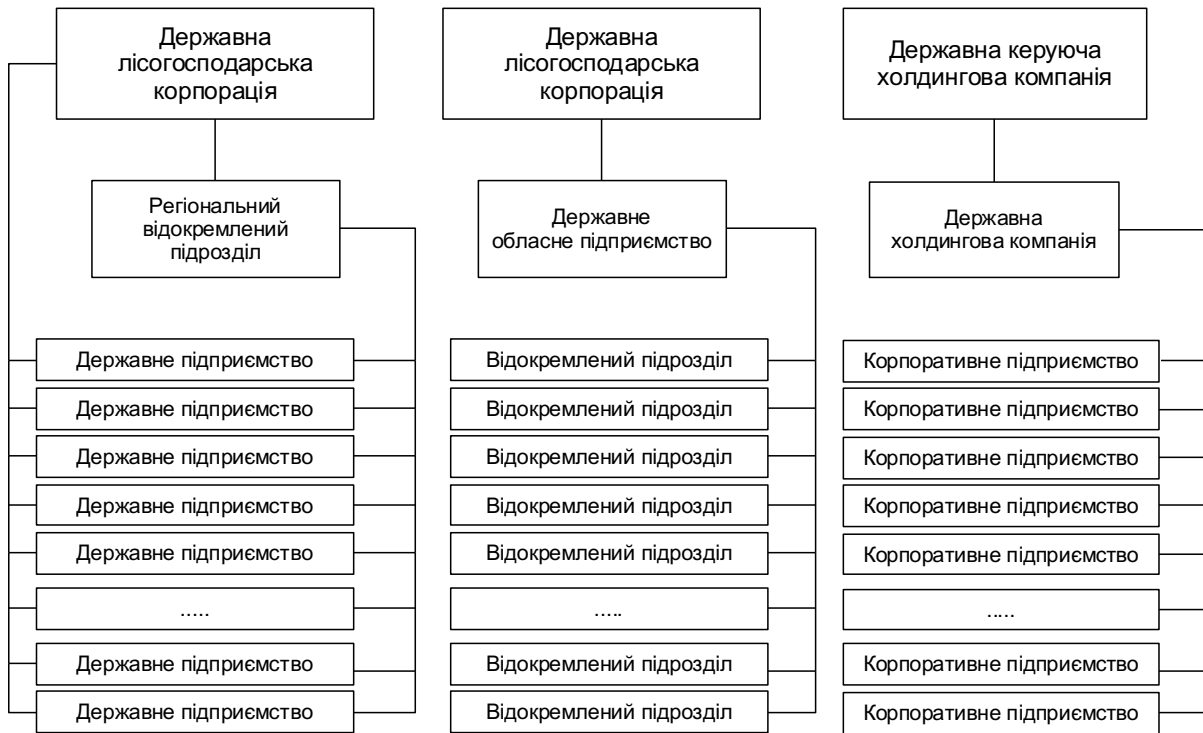 Державна
лісогосподарська
корпорація
Регіональний
відокремлений
підрозділ
Державне підприємство
Державне підприємство
Державне підприємство
Державне підприємство
Державне підприємство
.....
Державне підприємство
Державне підприємство
Державна
лісогосподарська
корпорація
Державне
обласне підприємство
Відокремлений підрозділ
Відокремлений підрозділ
Відокремлений підрозділ
Відокремлений підрозділ
Відокремлений підрозділ
.....
Відокремлений підрозділ
Відокремлений підрозділ
Державна керуюча
холдингова компанія
Державна
холдингова компанія
Корпоративне підприємство
Корпоративне підприємство
Корпоративне підприємство
Корпоративне підприємство
Корпоративне підприємство
.....
Корпоративне підприємство
Корпоративне підприємство